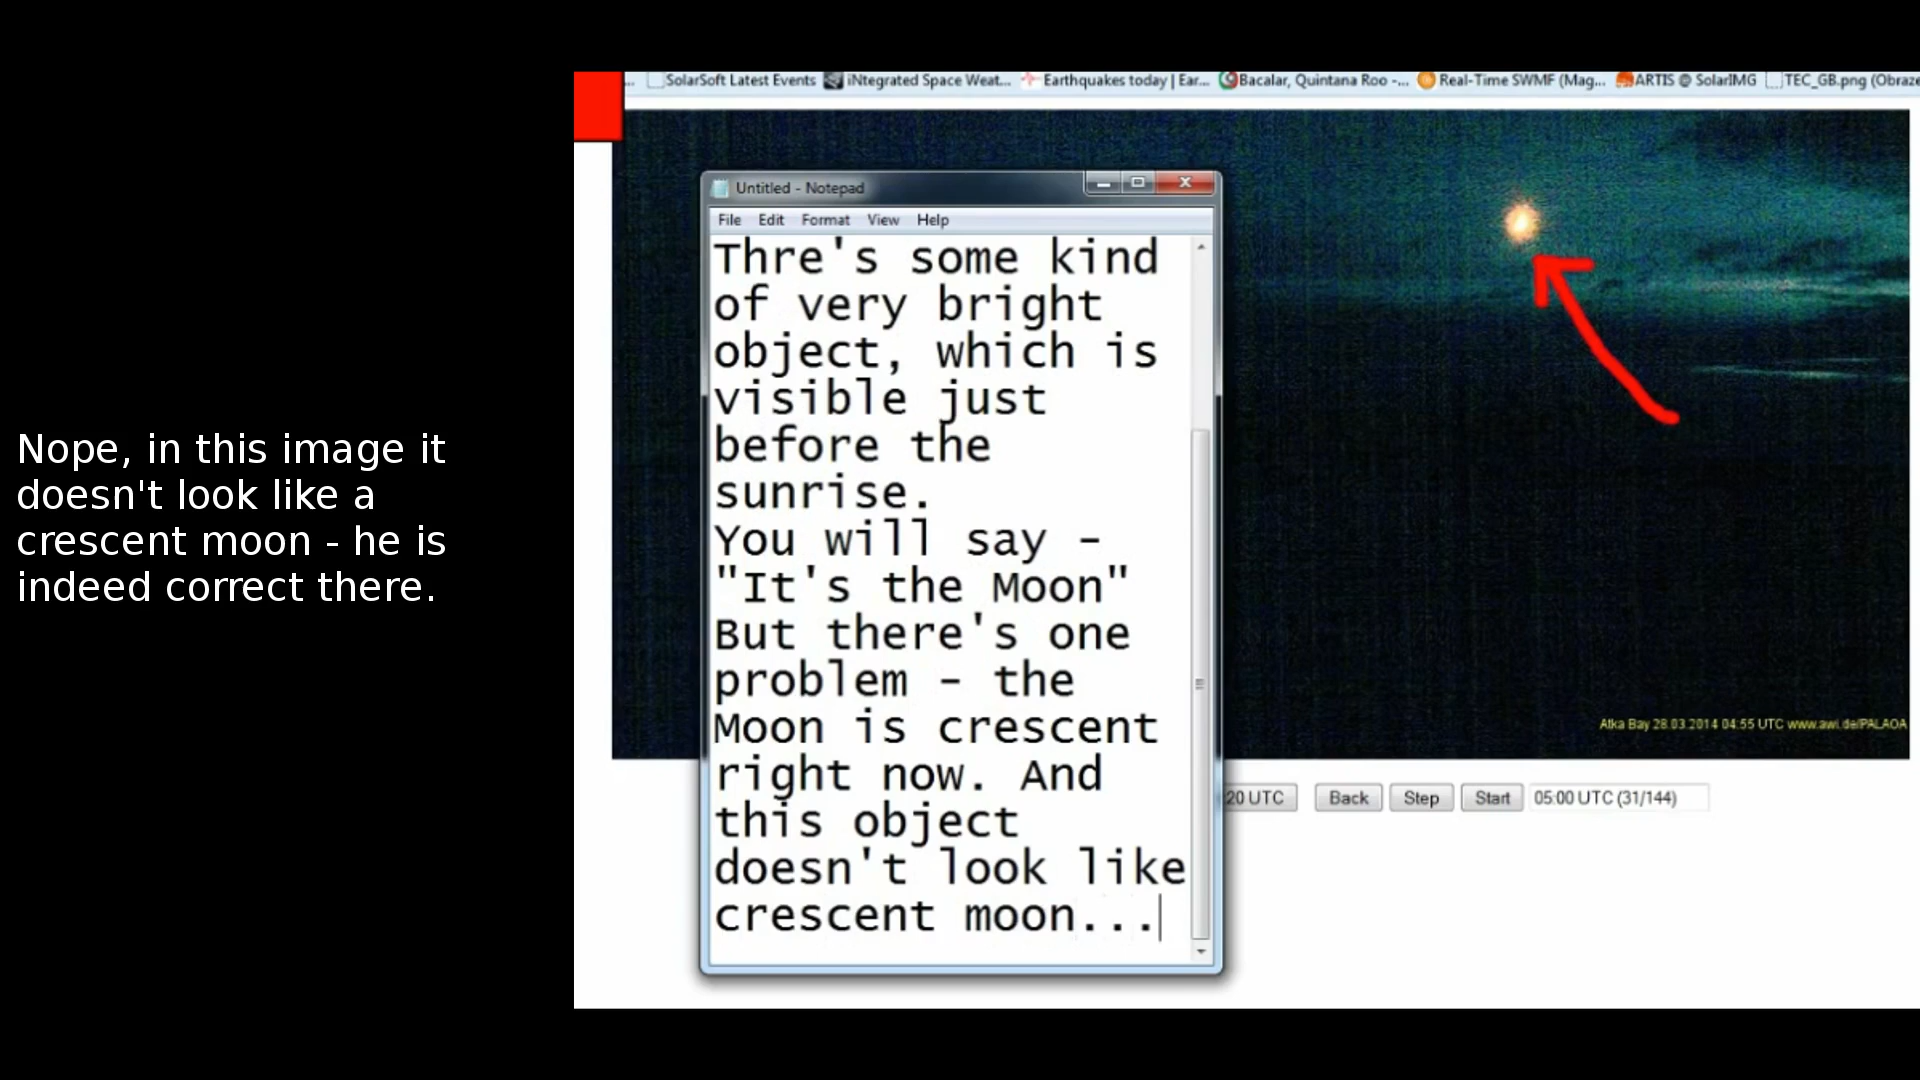 ... SolarSoft Latest Events iNtegrated Space Weat... Earthquakes today | Ear... Bacalar, Quintana Roo -... Real-Time SWMF (Mag... ARTIS @ SolarIMG TEC_GB.png (Obraze
Untitled - Notepad
File Edit Format View Help
Thre's some kind
of very bright
object, which is
visible just
before the
sunrise.
You will say -
"It's the Moon"
But there's one
problem - the
Moon is crescent
right now. And
this object
doesn't look like
crescent moon...
Nope, in this image it
doesn't look like a
crescent moon - he is
indeed correct there.
Atka Bay 28.03.2014 04:55 UTC www.awi.de/PALAOA
20 UTC Back Step Start 05:00 UTC (31/144)